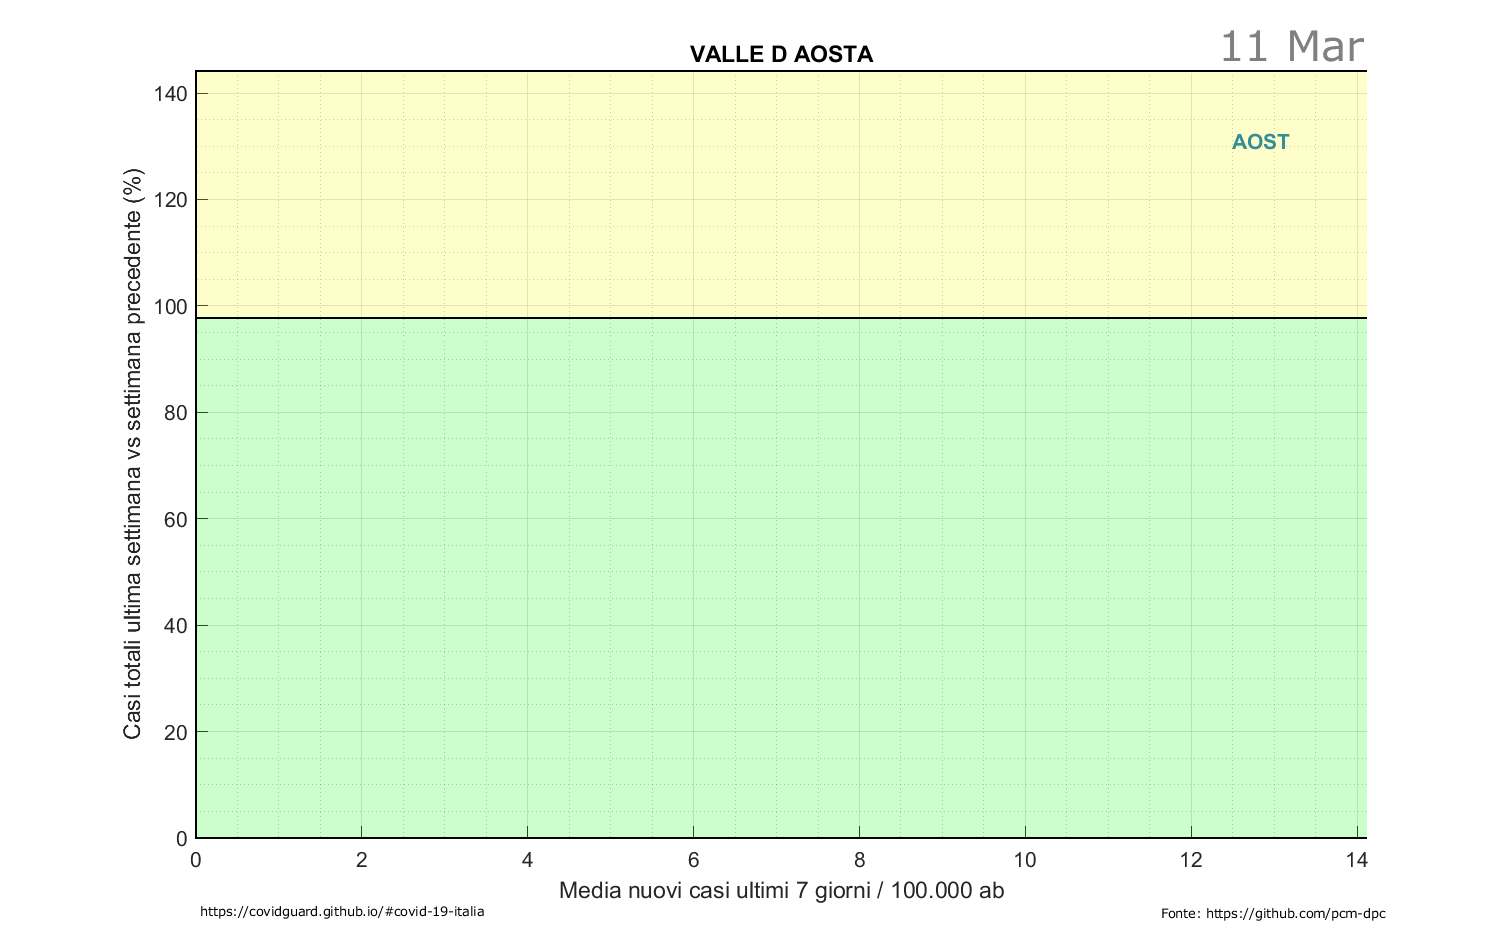 11 Mar
VALLE D AOSTA
140
120
100
80
60
40
20
0
AOST
Casi totali ultima settimana vs settimana precedente (%)
0 2 4 6 8 10 12 14
Media nuovi casi ultimi 7 giorni / 100.000 ab
https://covidguard.github.io/#covid-19-italia
Fonte: https://github.com/pcm-dpc